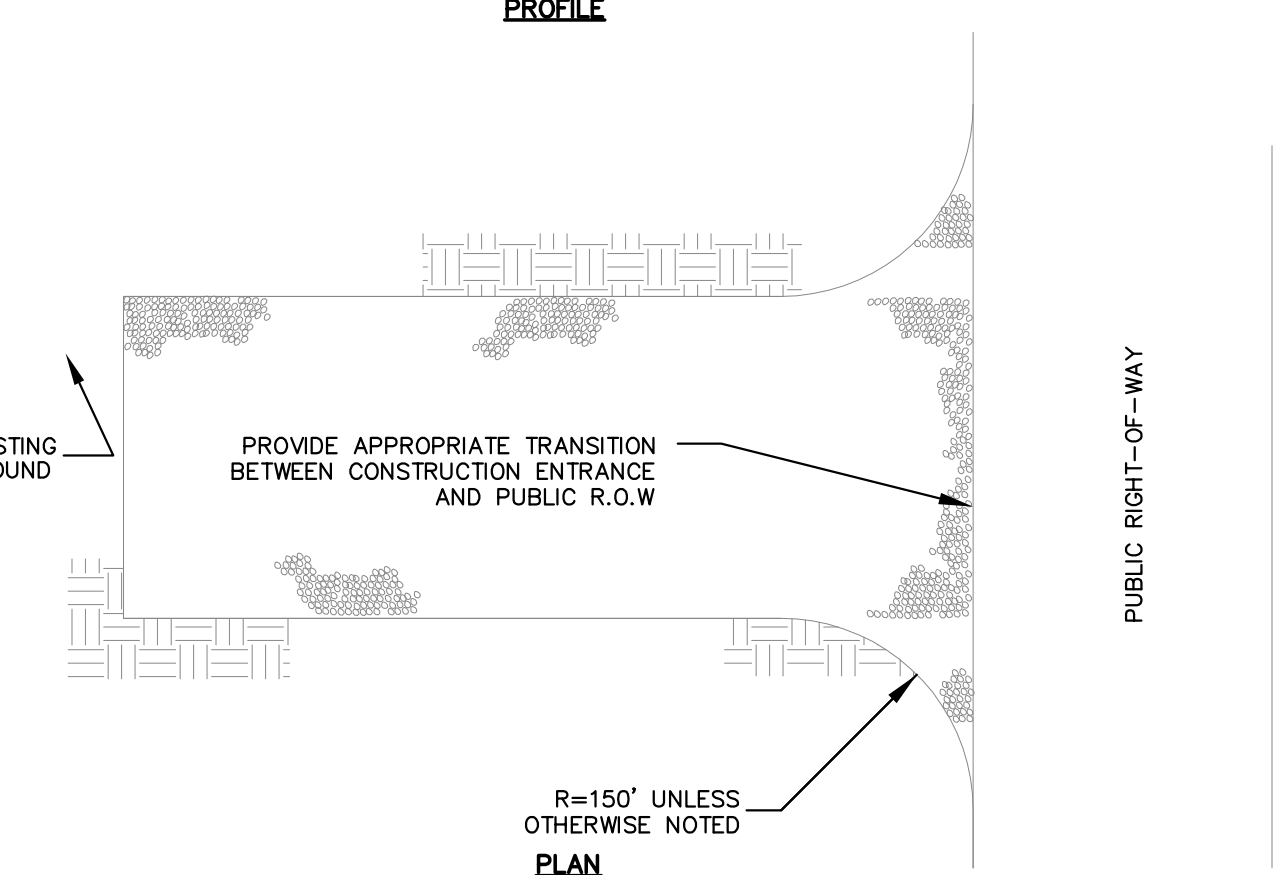 PROFILE
PROVIDE APPROPRIATE TRANSITION
BETWEEN CONSTRUCTION ENTRANCE
AND PUBLIC R.O.W
PUBLIC RIGHT-OF-WAY
R=150' UNLESS
OTHERWISE NOTED
PLAN